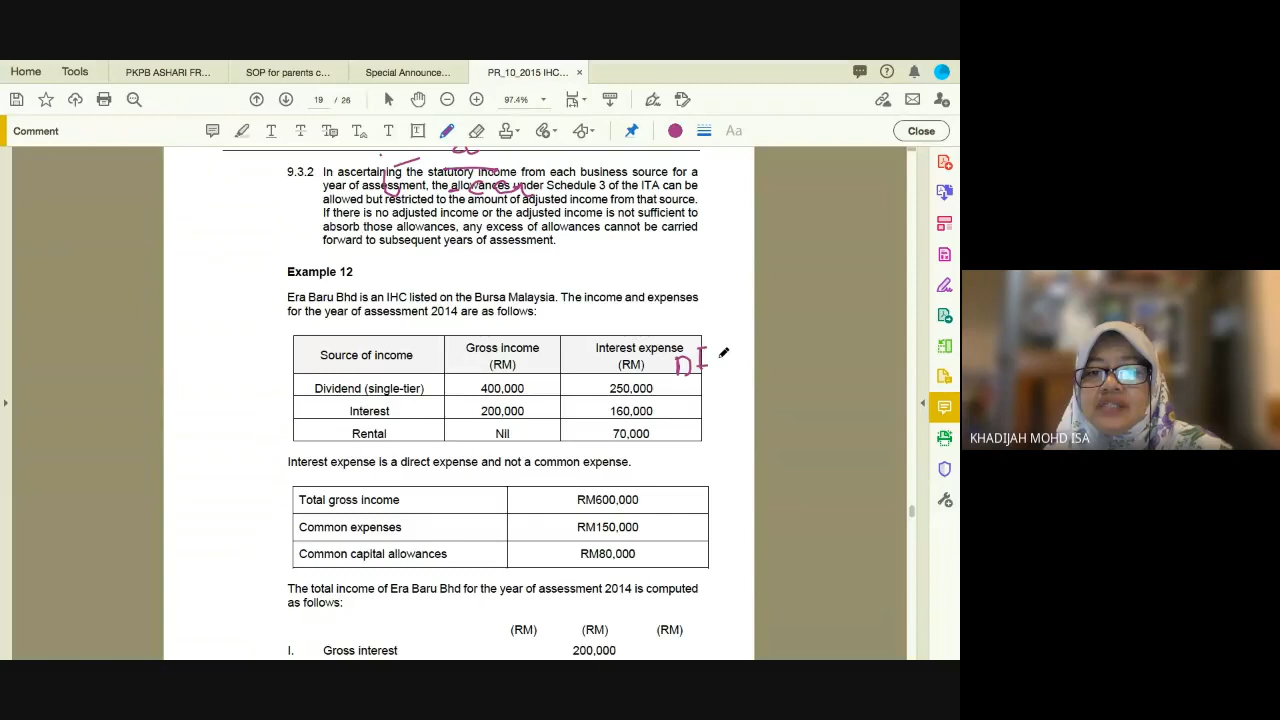 Home Tools PKPB ASHARI FR... SOP for parents c... Special Announce... PR_10_2015 IHC... ×
19 / 26 97.4%
Comment Close
9.3.2 In ascertaining the statutory income from each business source for a
year of assessment, the allowances under Schedule 3 of the ITA can be
allowed but restricted to the amount of adjusted income from that source.
If there is no adjusted income or the adjusted income is not sufficient to
absorb those allowances, any excess of allowances cannot be carried
forward to subsequent years of assessment.
Example 12
Era Baru Bhd is an IHC listed on the Bursa Malaysia. The income and expenses
for the year of assessment 2014 are as follows:
Source of income Gross income (RM) Interest expense (RM)
DI
Dividend (single-tier) 400,000 250,000
Interest 200,000 160,000
Rental Nil 70,000
Interest expense is a direct expense and not a common expense.
Total gross income RM600,000
Common expenses RM150,000
Common capital allowances RM80,000
The total income of Era Baru Bhd for the year of assessment 2014 is computed
as follows:
(RM) (RM) (RM)
I. Gross interest 200,000
KHADIJAH MOHD ISA